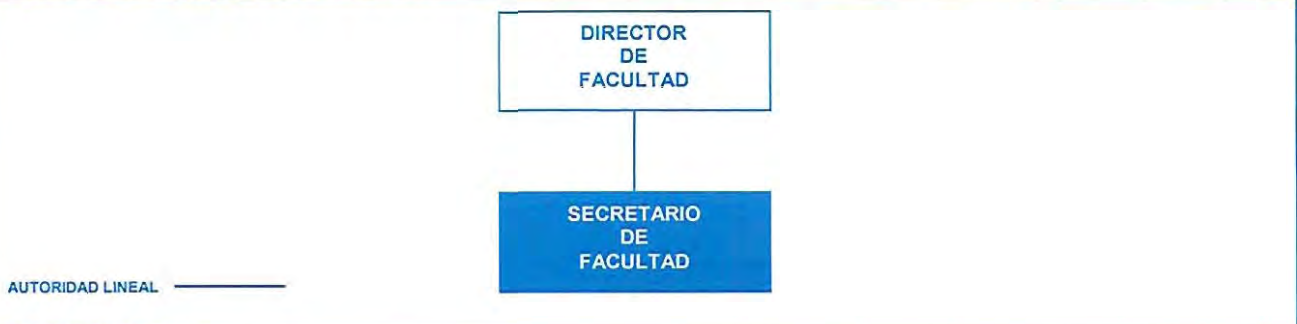 DIRECTOR
DE
FACULTAD
SECRETARIO
DE
FACULTAD
AUTORIDAD LINEAL